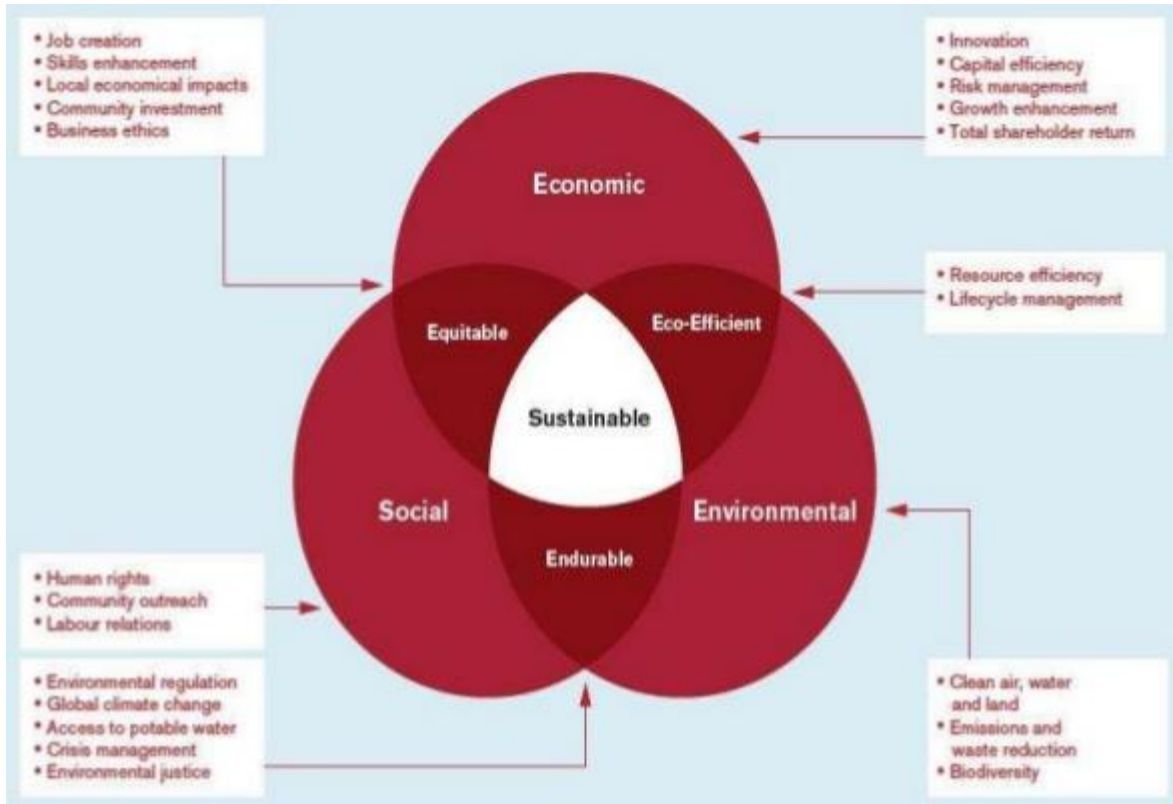 • Job creation
• Skills enhancement
• Local economical impacts
• Community investment
• Business ethics
• Innovation
• Capital efficiency
• Risk management
• Growth enhancement
• Total shareholder return
Economic
• Resource efficiency
• Lifecycle management
Equitable
Eco-Efficient
Sustainable
Social
Environmental
Endurable
• Human rights
• Community outreach
• Labour relations
• Environmental regulation
• Global climate change
• Access to potable water
• Crisis management
• Environmental justice
• Clean air, water
and land
• Emissions and
waste reduction
• Biodiversity